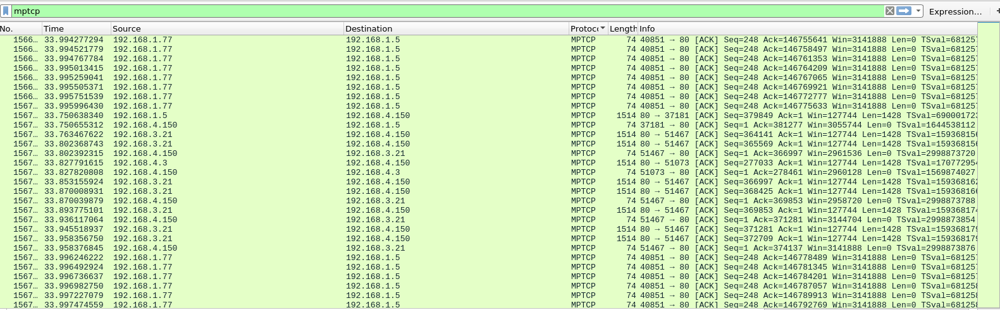 mptcp
Expression…
No. Time Source Destination Protoc Length Info
1566… 33.994277294 192.168.1.77 192.168.1.5 MPTCP 74 40851 → 80 [ACK] Seq=248 Ack=146755641 Win=3141888 Len=0 TSval=681257
1566… 33.994521779 192.168.1.77 192.168.1.5 MPTCP 74 40851 → 80 [ACK] Seq=248 Ack=146758497 Win=3141888 Len=0 TSval=681257
1566… 33.994767784 192.168.1.77 192.168.1.5 MPTCP 74 40851 → 80 [ACK] Seq=248 Ack=146761353 Win=3141888 Len=0 TSval=681257
1566… 33.995013415 192.168.1.77 192.168.1.5 MPTCP 74 40851 → 80 [ACK] Seq=248 Ack=146764209 Win=3141888 Len=0 TSval=681257
1566… 33.995259041 192.168.1.77 192.168.1.5 MPTCP 74 40851 → 80 [ACK] Seq=248 Ack=146767065 Win=3141888 Len=0 TSval=681257
1566… 33.995505371 192.168.1.77 192.168.1.5 MPTCP 74 40851 → 80 [ACK] Seq=248 Ack=146769921 Win=3141888 Len=0 TSval=681257
1566… 33.995751539 192.168.1.77 192.168.1.5 MPTCP 74 40851 → 80 [ACK] Seq=248 Ack=146772777 Win=3141888 Len=0 TSval=681257
1567… 33.995996430 192.168.1.77 192.168.1.5 MPTCP 74 40851 → 80 [ACK] Seq=248 Ack=146775633 Win=3141888 Len=0 TSval=681257
1567… 33.750638340 192.168.1.5 192.168.4.150 MPTCP 1514 80 → 37181 [ACK] Seq=379849 Ack=1 Win=127744 Len=1428 TSval=690001723
1567… 33.750655312 192.168.4.150 192.168.1.5 MPTCP 74 37181 → 80 [ACK] Seq=1 Ack=381277 Win=3055744 Len=0 TSval=1644538112
1567… 33.763467622 192.168.3.21 192.168.4.150 MPTCP 1514 80 → 51467 [ACK] Seq=364141 Ack=1 Win=127744 Len=1428 TSval=159368156
1567… 33.802368743 192.168.3.21 192.168.4.150 MPTCP 1514 80 → 51467 [ACK] Seq=365569 Ack=1 Win=127744 Len=1428 TSval=159368156
1567… 33.802392315 192.168.4.150 192.168.3.21 MPTCP 74 51467 → 80 [ACK] Seq=1 Ack=366997 Win=2961536 Len=0 TSval=2998873720
1567… 33.827791615 192.168.4.3 192.168.4.150 MPTCP 1514 80 → 51073 [ACK] Seq=277033 Ack=1 Win=127744 Len=1428 TSval=170772954
1567… 33.827820808 192.168.4.150 192.168.4.3 MPTCP 74 51073 → 80 [ACK] Seq=1 Ack=278461 Win=2960128 Len=0 TSval=1569874027
1567… 33.853155924 192.168.3.21 192.168.4.150 MPTCP 1514 80 → 51467 [ACK] Seq=366997 Ack=1 Win=127744 Len=1428 TSval=159368162
1567… 33.870008931 192.168.3.21 192.168.4.150 MPTCP 1514 80 → 51467 [ACK] Seq=368425 Ack=1 Win=127744 Len=1428 TSval=159368166
1567… 33.870039879 192.168.4.150 192.168.3.21 MPTCP 74 51467 → 80 [ACK] Seq=1 Ack=369853 Win=2958720 Len=0 TSval=2998873788
1567… 33.893775101 192.168.3.21 192.168.4.150 MPTCP 1514 80 → 51467 [ACK] Seq=369853 Ack=1 Win=127744 Len=1428 TSval=159368174
1567… 33.936117064 192.168.4.150 192.168.3.21 MPTCP 74 51467 → 80 [ACK] Seq=1 Ack=371281 Win=3144704 Len=0 TSval=2998873854
1567… 33.945518937 192.168.3.21 192.168.4.150 MPTCP 1514 80 → 51467 [ACK] Seq=371281 Ack=1 Win=127744 Len=1428 TSval=159368179
1567… 33.958356750 192.168.3.21 192.168.4.150 MPTCP 1514 80 → 51467 [ACK] Seq=372709 Ack=1 Win=127744 Len=1428 TSval=159368179
1567… 33.958376845 192.168.4.150 192.168.3.21 MPTCP 74 51467 → 80 [ACK] Seq=1 Ack=374137 Win=3141888 Len=0 TSval=2998873876
1567… 33.996246222 192.168.1.77 192.168.1.5 MPTCP 74 40851 → 80 [ACK] Seq=248 Ack=146778489 Win=3141888 Len=0 TSval=681257
1567… 33.996492924 192.168.1.77 192.168.1.5 MPTCP 74 40851 → 80 [ACK] Seq=248 Ack=146781345 Win=3141888 Len=0 TSval=681257
1567… 33.996736637 192.168.1.77 192.168.1.5 MPTCP 74 40851 → 80 [ACK] Seq=248 Ack=146784201 Win=3141888 Len=0 TSval=681257
1567… 33.996982750 192.168.1.77 192.168.1.5 MPTCP 74 40851 → 80 [ACK] Seq=248 Ack=146787057 Win=3141888 Len=0 TSval=681258
1567… 33.997227079 192.168.1.77 192.168.1.5 MPTCP 74 40851 → 80 [ACK] Seq=248 Ack=146789913 Win=3141888 Len=0 TSval=681258
1567… 33.997474559 192.168.1.77 192.168.1.5 MPTCP 74 40851 → 80 [ACK] Seq=248 Ack=146792769 Win=3141888 Len=0 TSval=681258